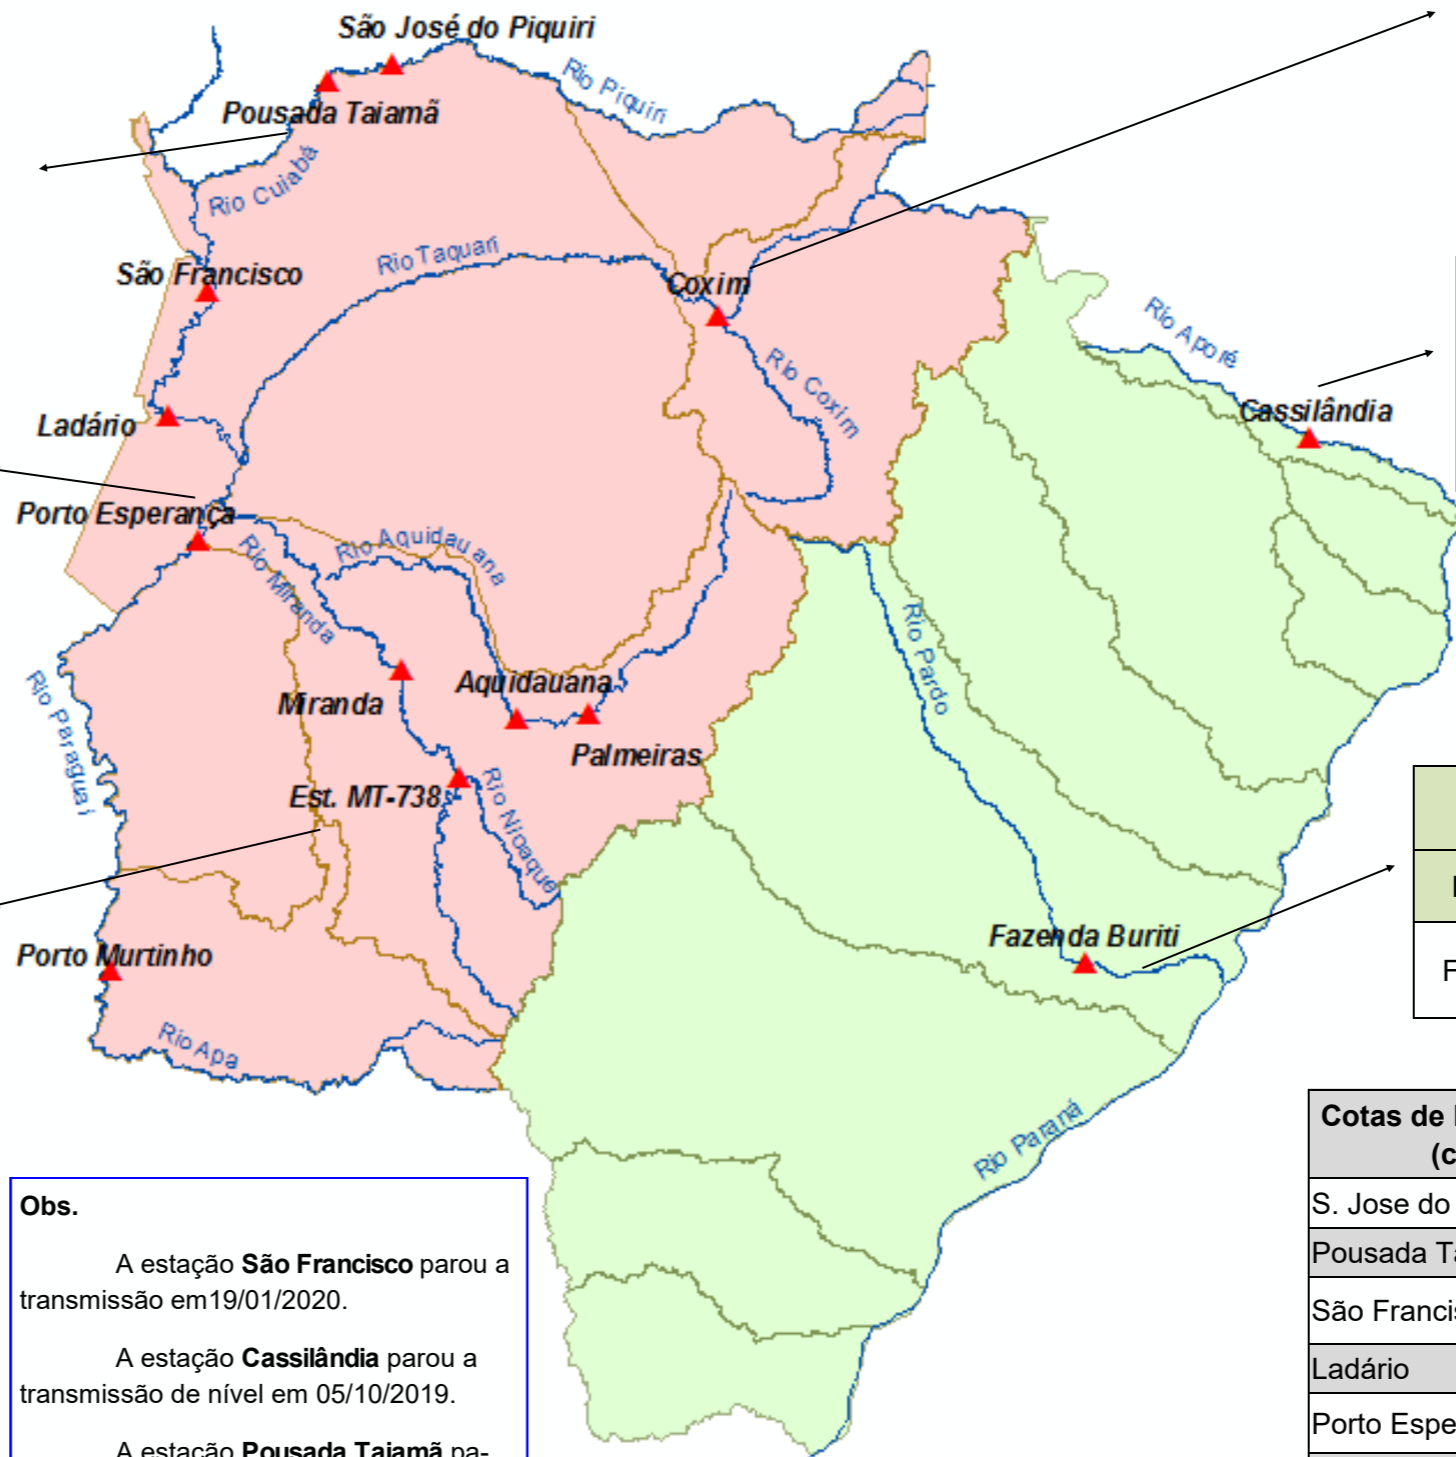 São José do Piquiri
Rio Piquiri
Pousada Taiamã
Rio Cuiabá
Rio Taquari
São Francisco
Coxim
Rio Aporé
Rio Coxim
Cassilândia
Ladário
Porto Esperança
Rio Aquidauana
Rio Miranda
Rio Pardo
Rio Paraguai
Aquidauana
Miranda
Palmeiras
Est. MT-738
Rio Nioaque
Porto Murtinho
Fazenda Buriti
F
Rio Apa
Rio Paraná
Cotas de
(c
S. Jose do
Pousada Ta
São Francis
Ladário
Porto Espe
Obs.
A estação São Francisco parou a
transmissão em19/01/2020.
A estação Cassilândia parou a
transmissão de nível em 05/10/2019.
A estação Pousada Taiamã pa-